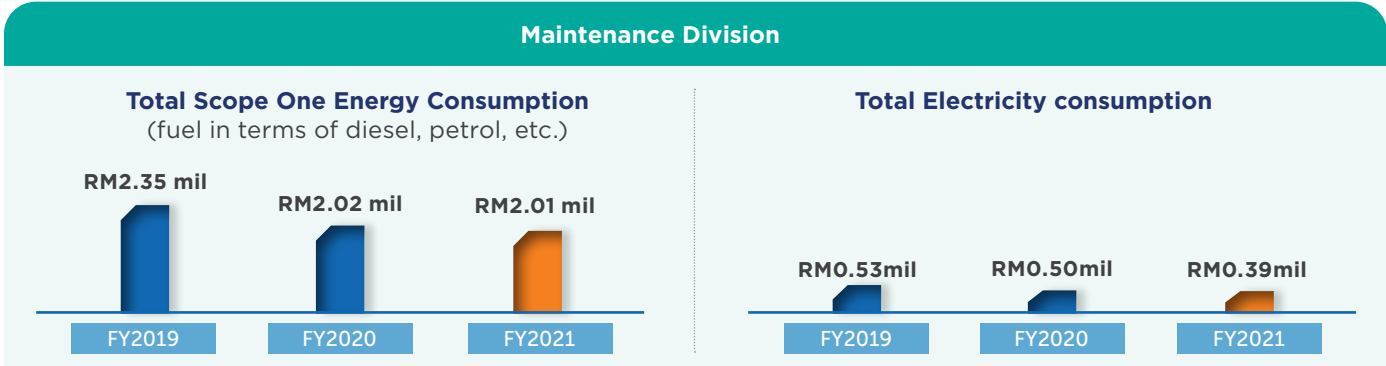 Maintenance Division
Total Scope One Energy Consumption
(fuel in terms of diesel, petrol, etc.)
RM2.35 mil
RM2.02 mil
RM2.01 mil
FY2019
FY2020
FY2021
Total Electricity consumption
RM0.53mil
RM0.50mil
RM0.39mil
FY2019
FY2020
FY2021